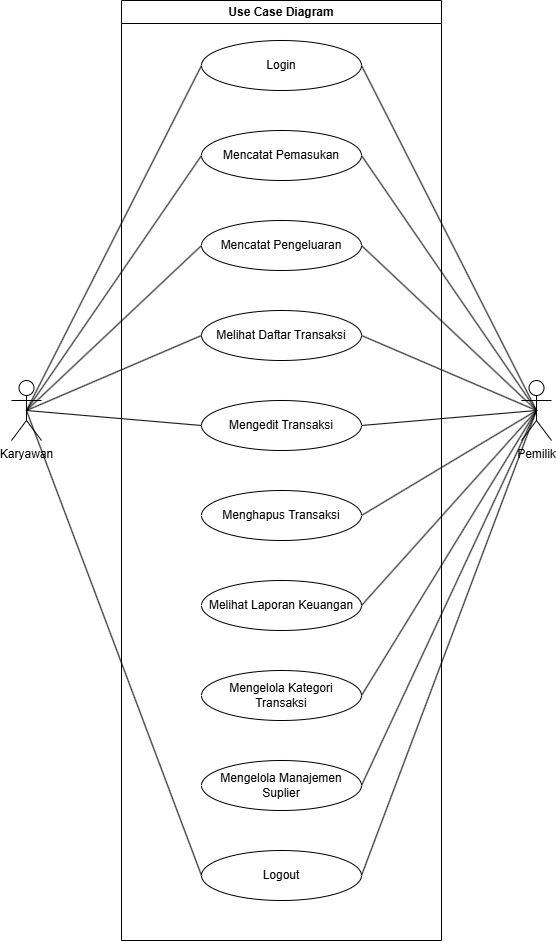 Use Case Diagram
Login
Mencatat Pemasukan
Mencatat Pengeluaran
Melihat Daftar Transaksi
Mengedit Transaksi
Karyawan
Pemilik
Menghapus Transaksi
Melihat Laporan Keuangan
Mengelola Kategori
Transaksi
Mengelola Manajemen
Suplier
Logout